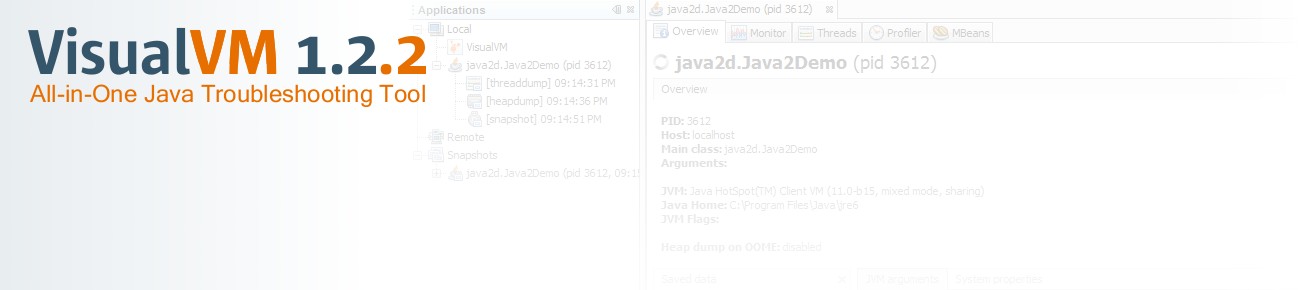 VisualVM 1.2.2
All-in-One Java Troubleshooting Tool
Applications
Local
VisualVM
java2d.Java2Demo (pid 3612)
[threaddump] 09:14:31 PM
[heapdump] 09:14:36 PM
[snapshot] 09:14:51 PM
Remote
Snapshots
java2d.Java2Demo (pid 3612, 09:1
java2d.Java2Demo (pid 3612)
Overview Monitor Threads Profiler MBeans
java2d.Java2Demo (pid 3612)
Overview
PID: 3612
Host: localhost
Main class: java2d.Java2Demo
Arguments:
JVM: Java HotSpot(TM) Client VM (11.0-b15, mixed mode, sharing)
Java Home: C:\Program Files\Java\jre6
JVM Flags:
Heap dump on OOME: disabled
Saved data JVM arguments System properties